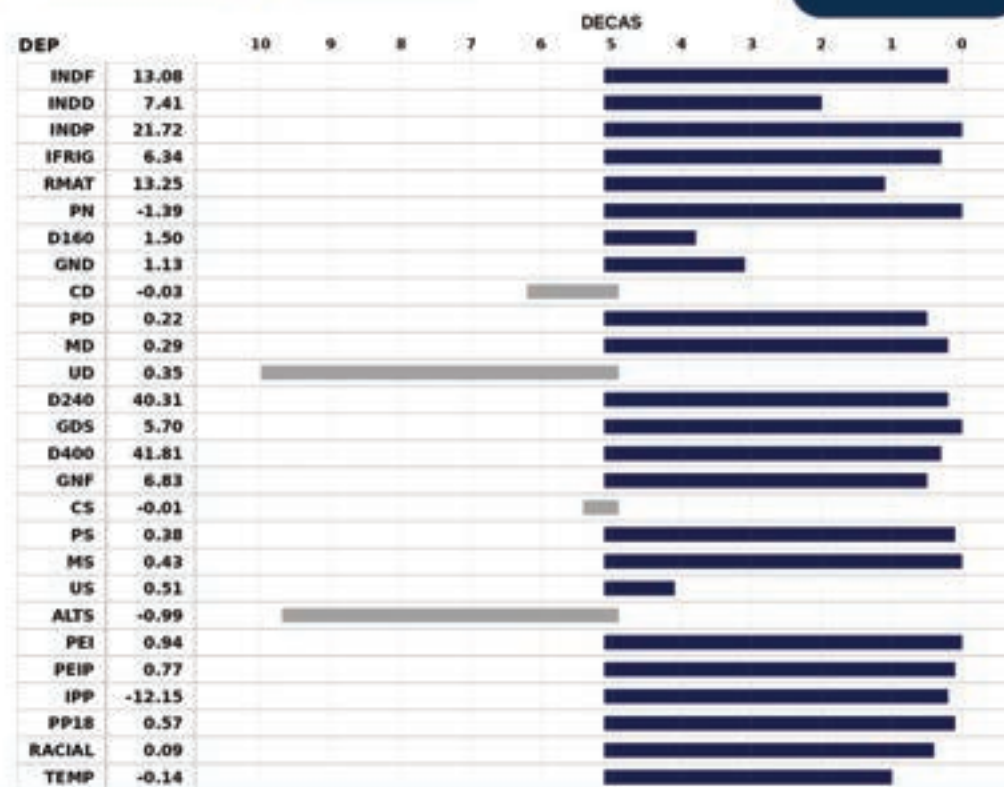 DECAS
DEP 10 9 8 7 6 5 4 3 2 1 0
INDF 13.08
INDD 7.41
INDP 21.72
IFRIG 6.34
RMAT 13.25
PN -1.39
D160 1.50
GND 1.13
CD -0.03
PD 0.22
MD 0.29
UD 0.35
D240 40.31
GDS 5.70
D400 41.81
GNF 6.83
CS -0.01
PS 0.38
MS 0.43
US 0.51
ALTS -0.99
PEI 0.94
PEIP 0.77
IPP -12.15
PP18 0.57
RACIAL 0.09
TEMP -0.14